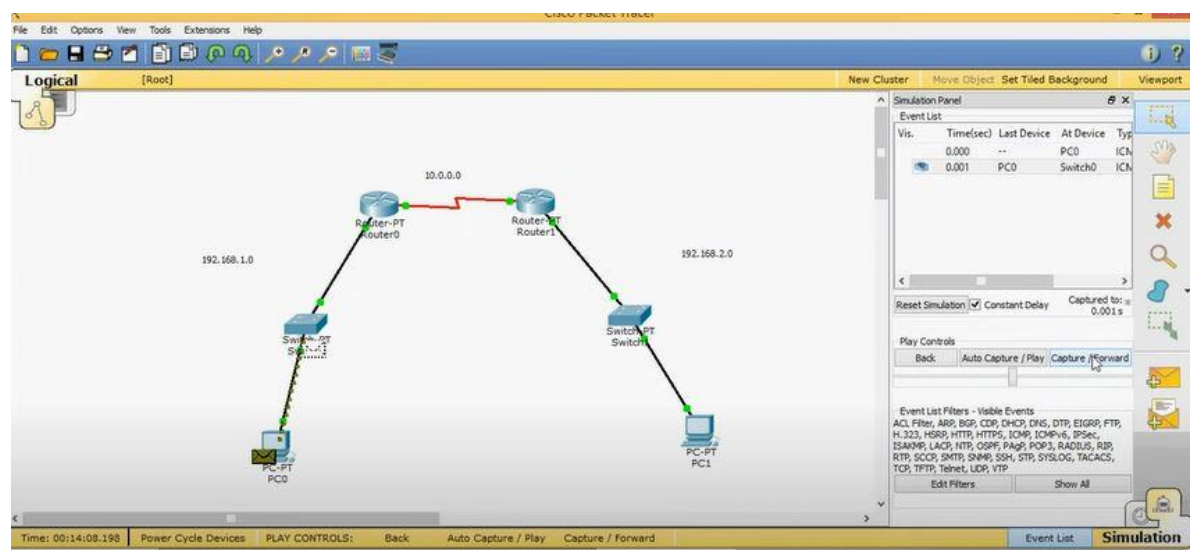 Cisco Packet Tracer
File Edit Options View Tools Extensions Help
Logical [Root] New Cluster Move Object Set Tiled Background Viewport
Simulation Panel
Event List
Vis. Time(sec) Last Device At Device Typ
0.000 -- PC0 ICM
0.001 PC0 Switch0 ICM
10.0.0.0
Router-PT
Router0
Router-PT
Router1
192.168.1.0
192.168.2.0
Reset Simulation Constant Delay Captured to:
0.001 s
Switch-PT
Switch-PT
Play Controls
Back Auto Capture / Play Capture / Forward
Event List Filters - Visible Events
ACL Filter, ARP, BGP, CDP, DHCP, DNS, DTP, EIGRP, FTP,
H.323, HSRP, HTTP, HTTPS, ICMP, ICMPv6, IPSec,
ISAKMP, LACP, NTP, OSPF, PAgP, POP3, RADIUS, RIP,
RTP, SCCP, SMTP, SNMP, SSH, STP, SYSLOG, TACACS,
TCP, TFTP, Telnet, UDP, VTP
Edit Filters Show All
PC-PT
PC0
PC-PT
PC1
Time: 00:14:08.198 Power Cycle Devices PLAY CONTROLS: Back Auto Capture / Play Capture / Forward Event List Simulation